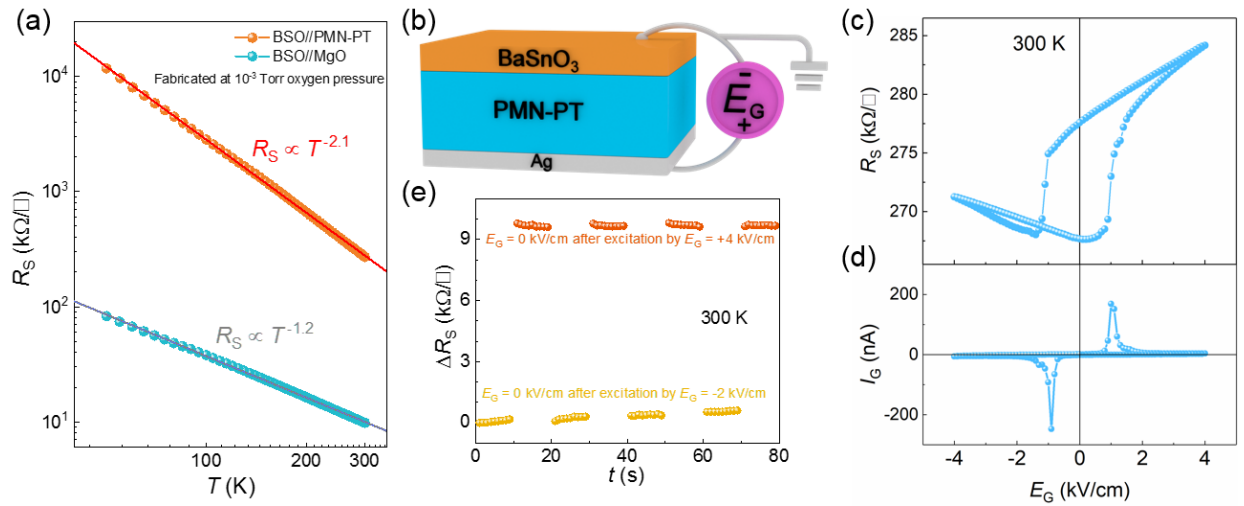 (a)
BSO//PMN-PT
BSO//MgO
Fabricated at 10⁻³ Torr oxygen pressure
10⁴
10³
10²
10¹
R_S (kΩ/□)
R_S ∝ T⁻²·¹
R_S ∝ T⁻¹·²
100
200
300
T (K)
(b)
BaSnO₃
PMN-PT
Ag
−
E_G
+
(e)
9
6
3
0
ΔR_S (kΩ/□)
E_G = 0 kV/cm after excitation by E_G = +4 kV/cm
300 K
E_G = 0 kV/cm after excitation by E_G = -2 kV/cm
0
20
40
60
80
t (s)
(c)
300 K
285
280
275
270
R_S (kΩ/□)
(d)
200
0
-200
I_G (nA)
-4
-2
0
2
4
E_G (kV/cm)